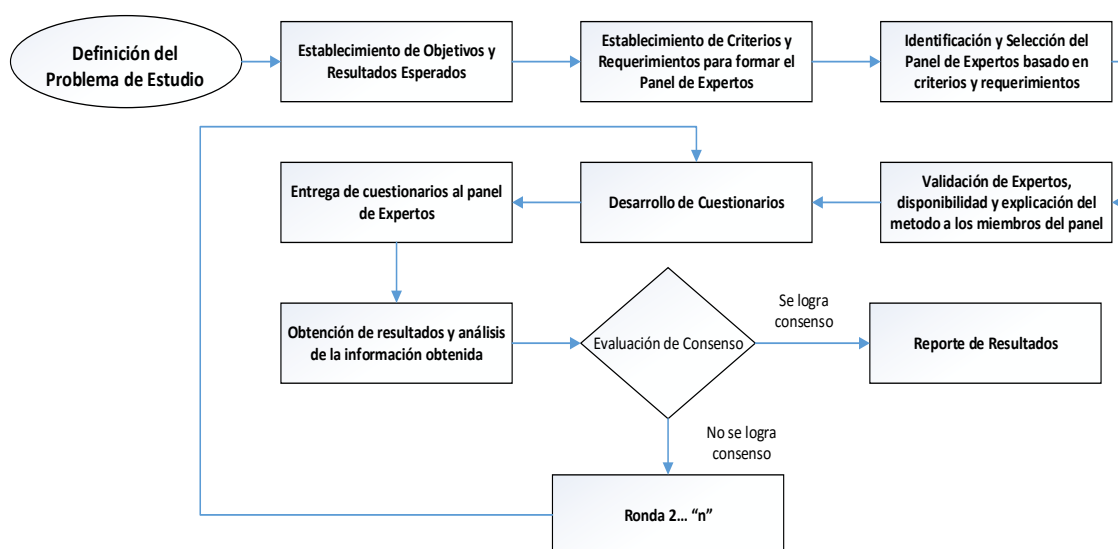 Definición del
Problema de Estudio
Establecimiento de Objetivos y
Resultados Esperados
Establecimiento de Criterios y
Requerimientos para formar el
Panel de Expertos
Identificación y Selección del
Panel de Expertos basado en
criterios y requerimientos
Validación de Expertos,
disponibilidad y explicación del
metodo a los miembros del panel
Desarrollo de Cuestionarios
Entrega de cuestionarios al panel
de Expertos
Obtención de resultados y análisis
de la información obtenida
Evaluación de Consenso
Se logra
consenso
Reporte de Resultados
No se logra
consenso
Ronda 2... “n”